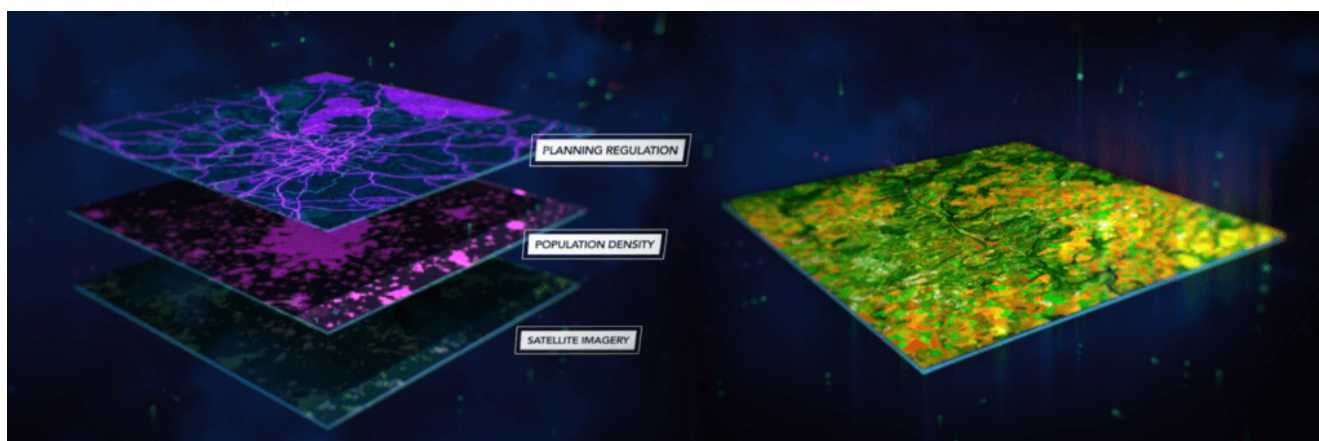 PLANNING REGULATION
POPULATION DENSITY
SATELLITE IMAGERY